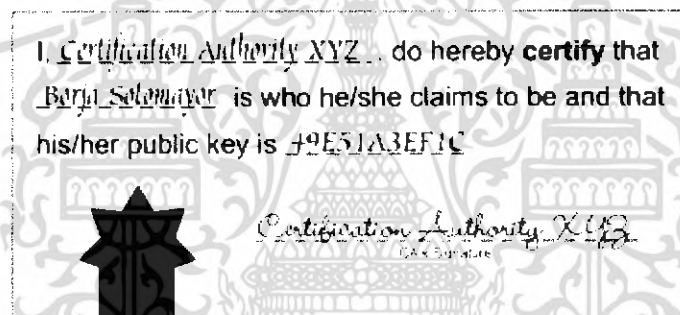 I, Certification Authority XYZ , do hereby certify that
Borja Sotomayor is who he/she claims to be and that
his/her public key is 49E51A3EF1C
Certification Authority XYZ
CA's Signature